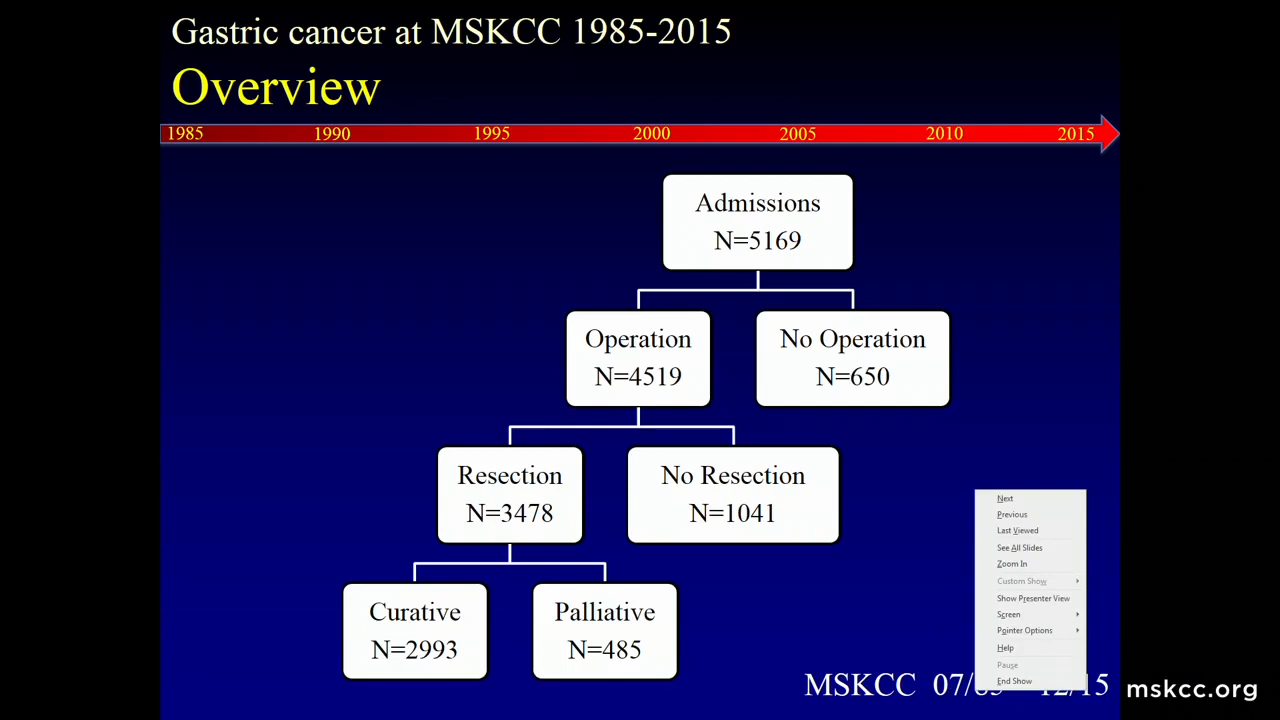 Gastric cancer at MSKCC 1985-2015
Overview
1985 1990 1995 2000 2005 2010 2015
Admissions
N=5169
Operation
N=4519
No Operation
N=650
Resection
N=3478
No Resection
N=1041
Curative
N=2993
Palliative
N=485
Next
Previous
Last Viewed
See All Slides
Zoom In
Custom Show
Show Presenter View
Screen
Pointer Options
Help
Pause
End Show
MSKCC 07/
/15
mskcc.org